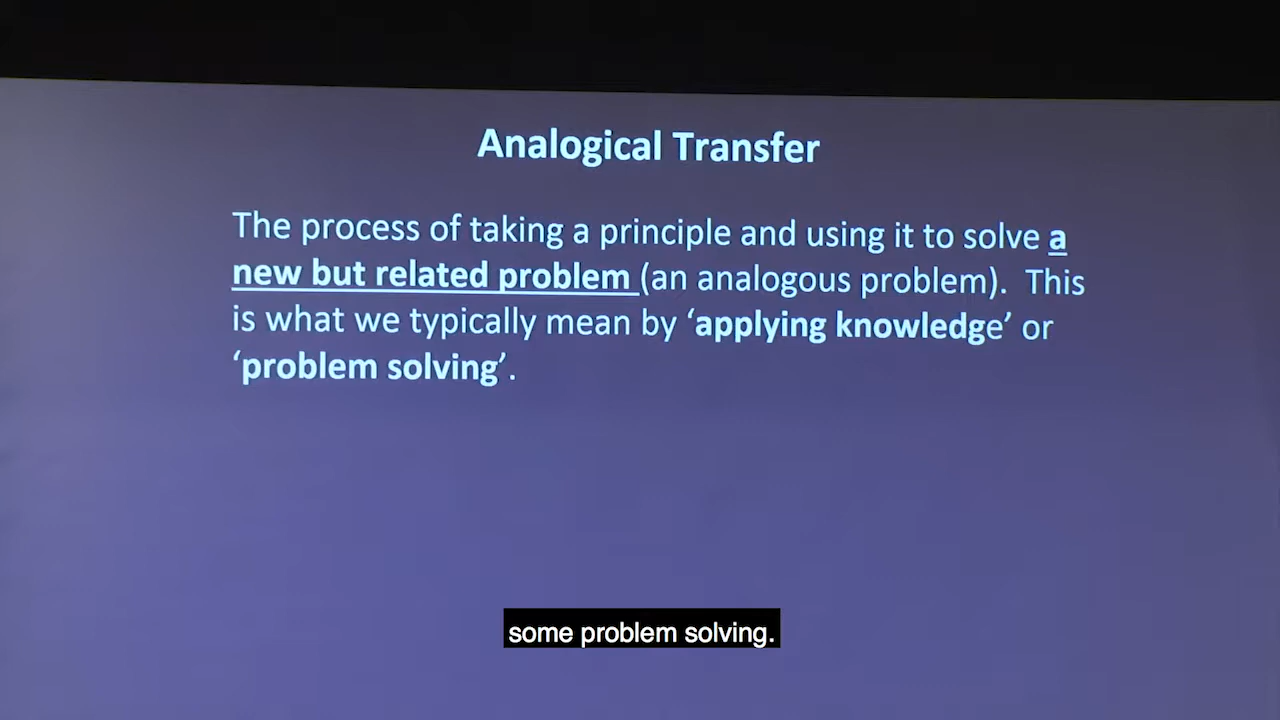 Analogical Transfer
The process of taking a principle and using it to solve a
new but related problem (an analogous problem).  This
is what we typically mean by ‘applying knowledge’ or
‘problem solving’.
some problem solving.